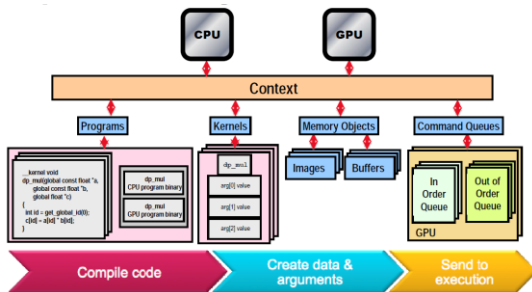 CPU
GPU
Context
Programs
Kernels
Memory Objects
Command Queues
__kernel void
dp_mul(global const float *a,
global const float *b,
global float *c)
{
int id = get_global_id(0);
c[id] = a[id] * b[id];
}
dp_mul
CPU program binary
dp_mul
GPU program binary
dp_mul
arg[0] value
arg[1] value
arg[2] value
Images
Buffers
In
Order
Queue
Out of
Order
Queue
GPU
Compile code
Create data &
arguments
Send to
execution